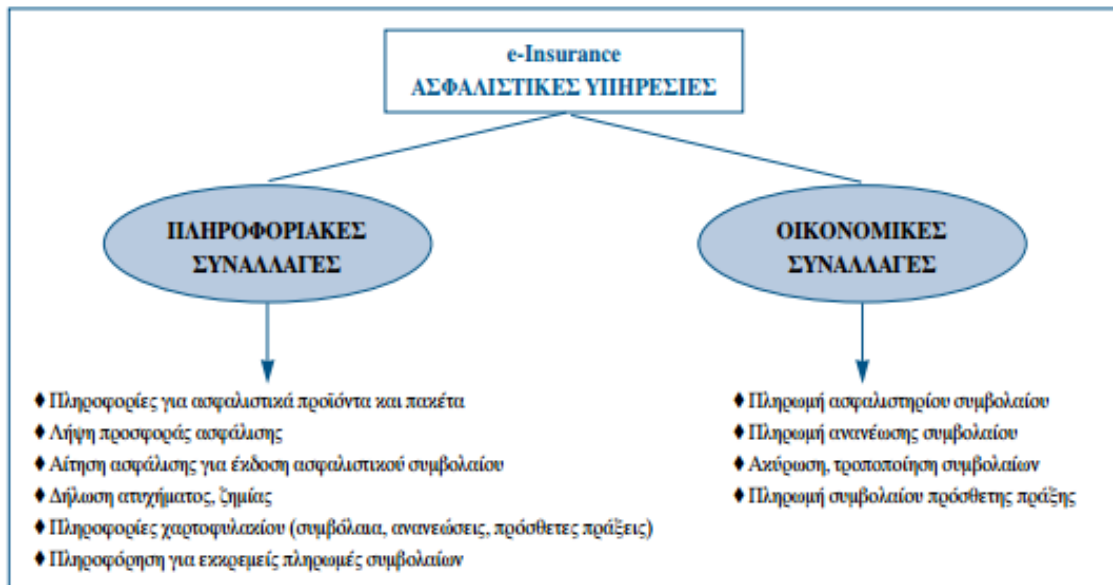 e-Insurance
ΑΣΦΑΛΙΣΤΙΚΕΣ ΥΠΗΡΕΣΙΕΣ
ΠΛΗΡΟΦΟΡΙΑΚΕΣ
ΣΥΝΑΛΛΑΓΕΣ
♦ Πληροφορίες για ασφαλιστικά προϊόντα και πακέτα
♦ Λήψη προσφοράς ασφάλισης
♦ Αίτηση ασφάλισης για έκδοση ασφαλιστικού συμβολαίου
♦ Δήλωση ατυχήματος, ζημίας
♦ Πληροφορίες χαρτοφυλακίου (συμβόλαια, ανανεώσεις, πρόσθετες πράξεις)
♦ Πληροφόρηση για εκκρεμείς πληρωμές συμβολαίων
ΟΙΚΟΝΟΜΙΚΕΣ
ΣΥΝΑΛΛΑΓΕΣ
♦ Πληρωμή ασφαλιστηρίου συμβολαίου
♦ Πληρωμή ανανέωσης συμβολαίου
♦ Ακύρωση, τροποποίηση συμβολαίων
♦ Πληρωμή συμβολαίου πρόσθετης πράξης